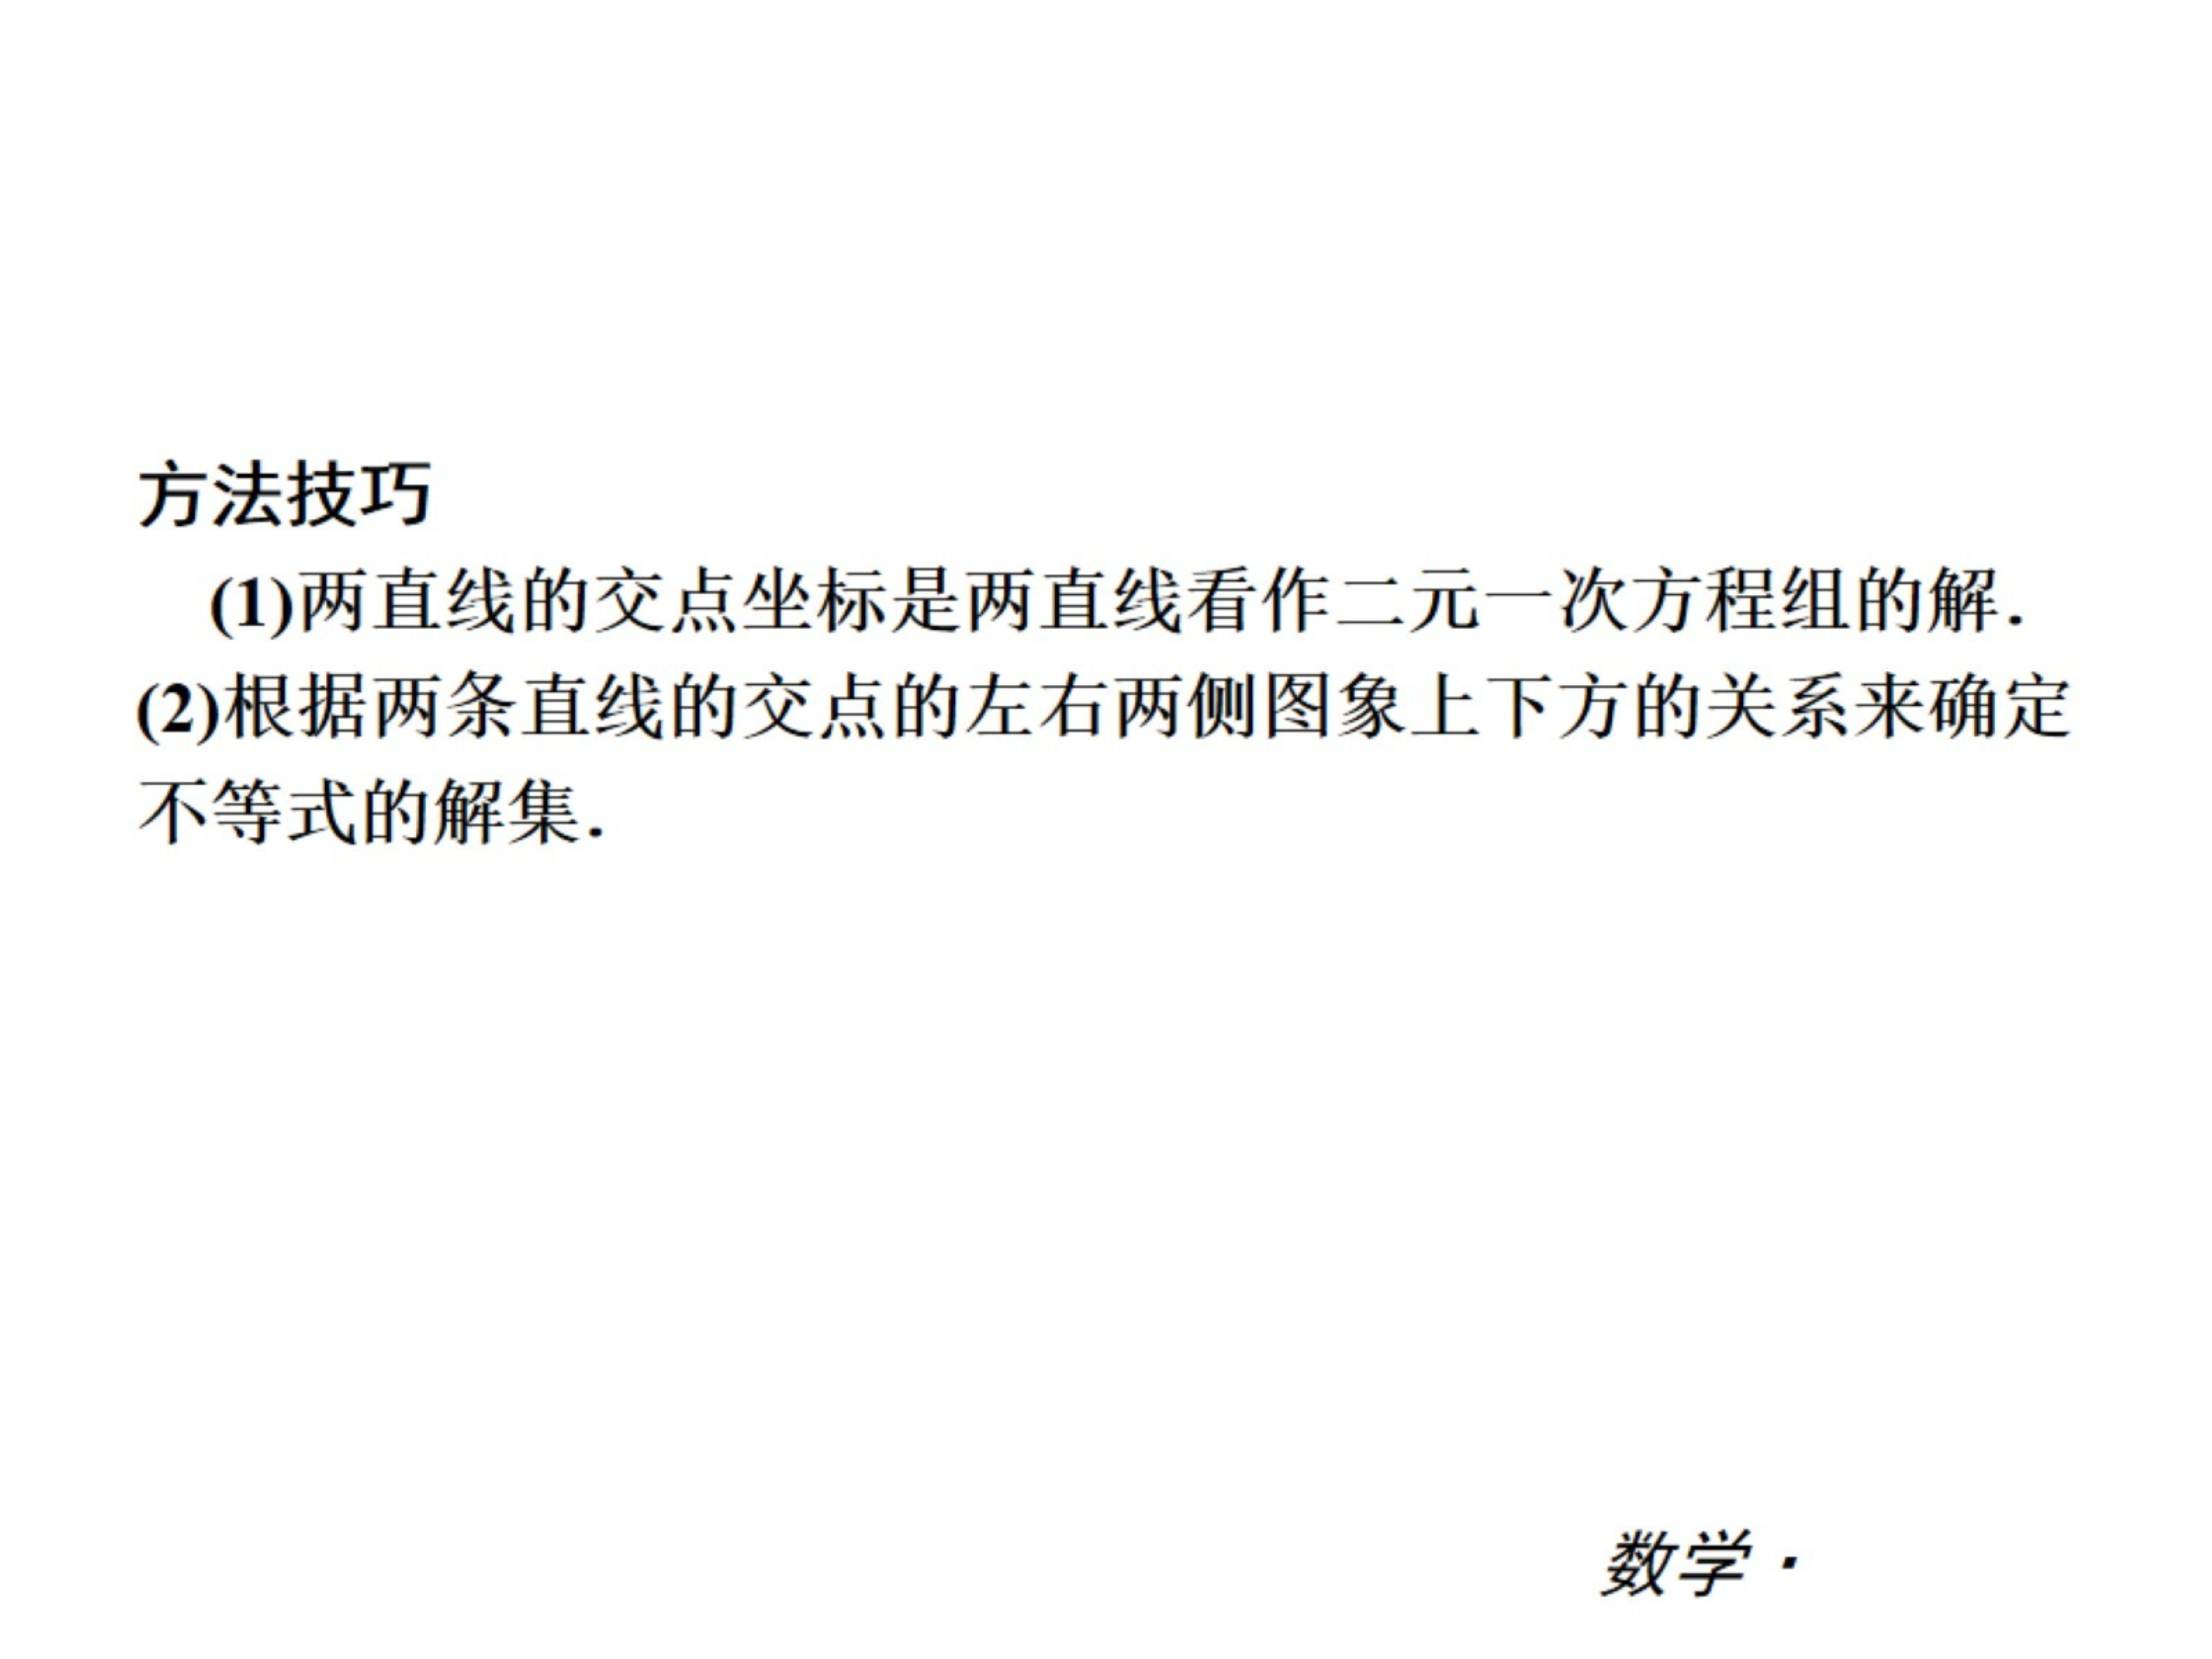 方法技巧
(1)两直线的交点坐标是两直线看作二元一次方程组的解．
(2)根据两条直线的交点的左右两侧图象上下方的关系来确定
不等式的解集．
数学·